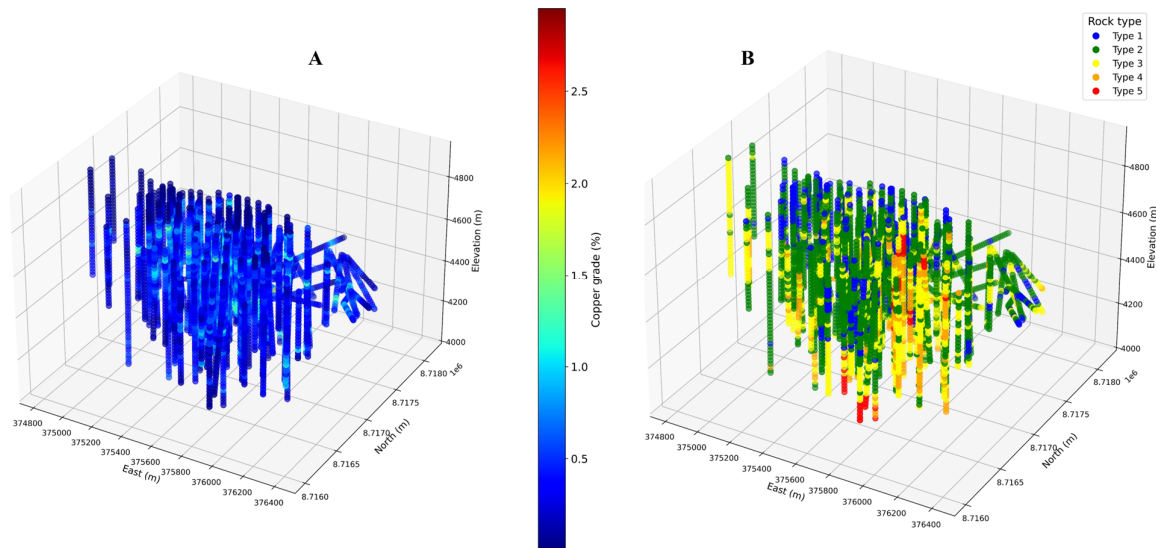 A
4800
4600
4400
4200
4000
Elevation (m)
1e6
8.7180
8.7175
8.7170
8.7165
8.7160
North (m)
374800
375000
375200
375400
375600
375800
376000
376200
376400
East (m)
2.5
2.0
1.5
1.0
0.5
Copper grade (%)
B
Rock type
Type 1
Type 2
Type 3
Type 4
Type 5
4800
4600
4400
4200
4000
Elevation (m)
1e6
8.7180
8.7175
8.7170
8.7165
8.7160
North (m)
374800
375000
375200
375400
375600
375800
376000
376200
376400
East (m)